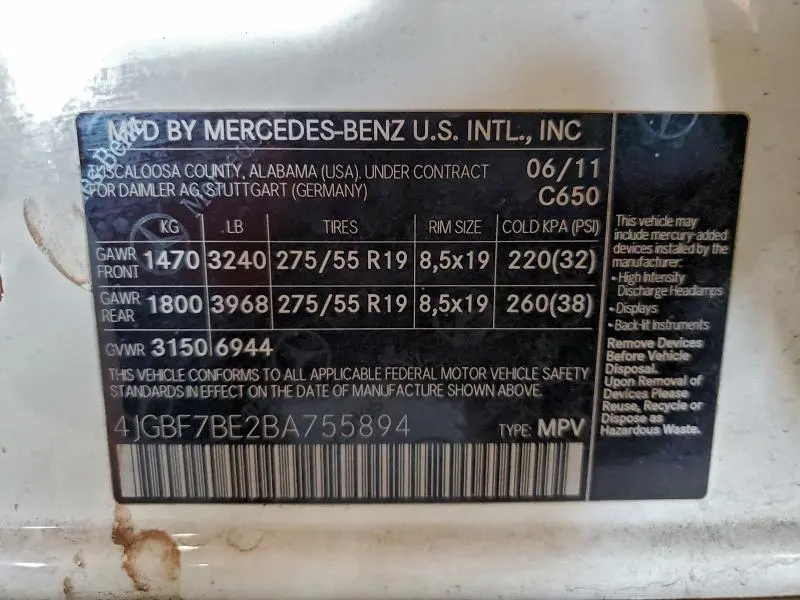 MFD BY MERCEDES-BENZ U.S. INTL., INC
TUSCALOOSA COUNTY, ALABAMA (USA). UNDER CONTRACT
FOR DAIMLER AG, STUTTGART (GERMANY)
06/11
C650
KG LB TIRES RIM SIZE COLD KPA (PSI)
GAWR FRONT 1470 3240 275/55 R19 8,5x19 220(32)
GAWR REAR 1800 3968 275/55 R19 8,5x19 260(38)
GVWR 3150 6944
THIS VEHICLE CONFORMS TO ALL APPLICABLE FEDERAL MOTOR VEHICLE SAFETY
STANDARDS IN EFFECT ON THE DATE OF MANUFACTURE SHOWN ABOVE.
4JGBF7BE2BA755894 TYPE: MPV
This vehicle may
include mercury-added
devices installed by the
manufacturer:
• High Intensity
Discharge Headlamps
• Displays
• Back-lit Instruments
Remove Devices
Before Vehicle
Disposal.
Upon Removal of
Devices Please
Reuse, Recycle or
Dispose as
Hazardous Waste.